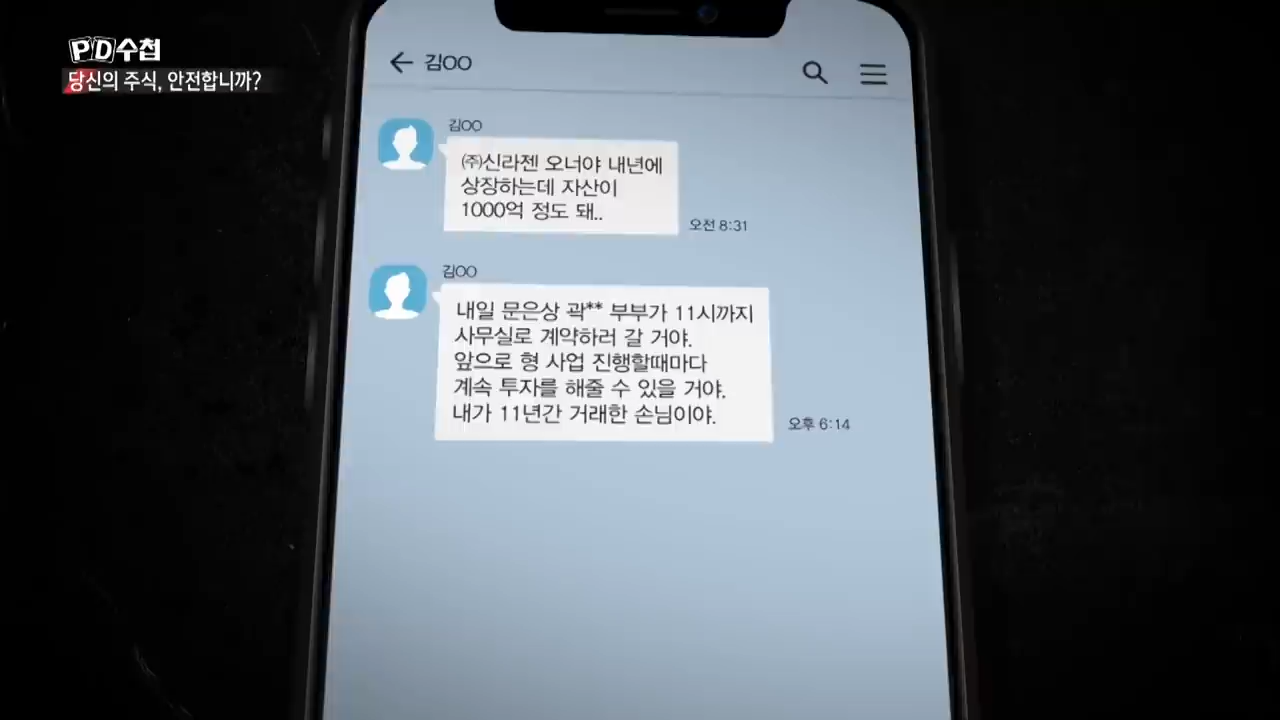 PD수첩
당신의 주식, 안전합니까?
김OO
김OO
㈜신라젠 오너야 내년에
상장하는데 자산이
1000억 정도 돼..
오전 8:31
김OO
내일 문은상 곽** 부부가 11시까지
사무실로 계약하러 갈 거야.
앞으로 형 사업 진행할때마다
계속 투자를 해줄 수 있을 거야.
내가 11년간 거래한 손님이야.
오후 6:14